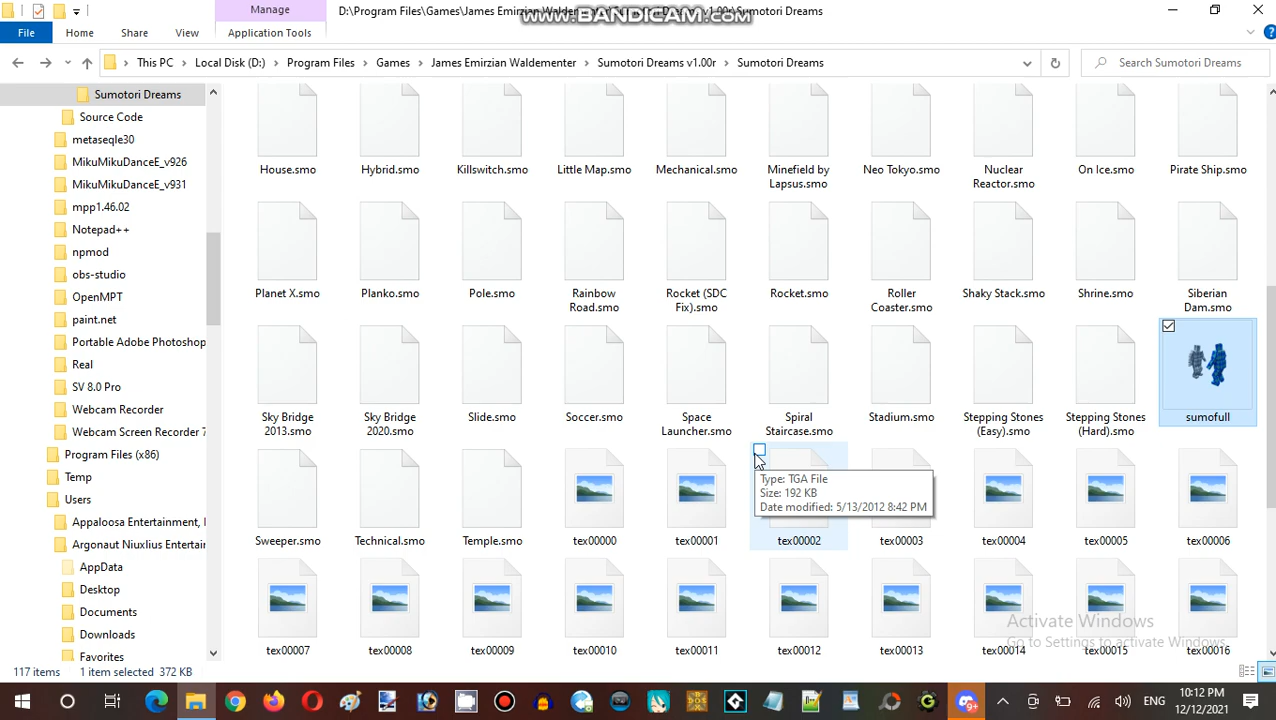 Manage
D:\Program Files\Games\James Emirzian Waldementer\
Sumotori Dreams
www.BANDICAM.com
File
Home
Share
View
Application Tools
This PC > Local Disk (D:) > Program Files > Games > James Emirzian Waldementer > Sumotori Dreams v1.00r > Sumotori Dreams
Search Sumotori Dreams
Sumotori Dreams
Source Code
metaseqle30
MikuMikuDanceE_v926
MikuMikuDanceE_v931
mpp1.46.02
Notepad++
npmod
obs-studio
OpenMPT
paint.net
Portable Adobe Photoshop
Real
SV 8.0 Pro
Webcam Recorder
Webcam Screen Recorder 7
Program Files (x86)
Temp
Users
Appaloosa Entertainment, I
Argonaut Niuxlius Entertain
AppData
Desktop
Documents
Downloads
Favorites
House.smo
Hybrid.smo
Killswitch.smo
Little Map.smo
Mechanical.smo
Minefield by
Lapsus.smo
Neo Tokyo.smo
Nuclear
Reactor.smo
On Ice.smo
Pirate Ship.smo
Planet X.smo
Planko.smo
Pole.smo
Rainbow
Road.smo
Rocket (SDC
Fix).smo
Rocket.smo
Roller
Coaster.smo
Shaky Stack.smo
Shrine.smo
Siberian
Dam.smo
Sky Bridge
2013.smo
Sky Bridge
2020.smo
Slide.smo
Soccer.smo
Space
Launcher.smo
Spiral
Staircase.smo
Stadium.smo
Stepping Stones
(Easy).smo
Stepping Stones
(Hard).smo
sumofull
Type: TGA File
Size: 192 KB
Date modified: 5/13/2012 8:42 PM
Sweeper.smo
Technical.smo
Temple.smo
tex00000
tex00001
tex00002
tex00003
tex00004
tex00005
tex00006
tex00007
tex00008
tex00009
tex00010
tex00011
tex00012
tex00013
tex00014
tex00015
tex00016
Activate Windows
Go to Settings to activate Windows.
117 items
1 item selected 372 KB
9+
ENG
10:12 PM
12/12/2021